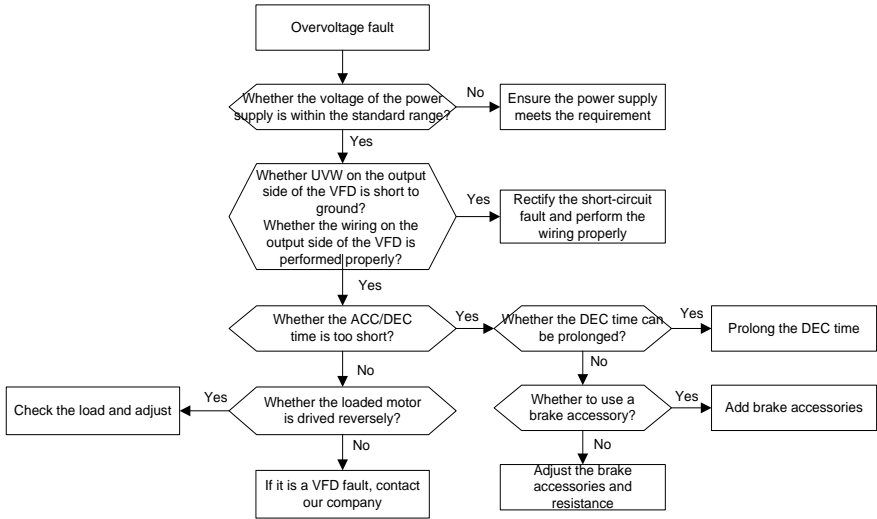 Overvoltage fault
Whether the voltage of the power
supply is within the standard range?
No
Ensure the power supply
meets the requirement
Yes
Whether UVW on the output
side of the VFD is short to
ground?
Whether the wiring on the
output side of the VFD is
performed properly?
Yes
Rectify the short-circuit
fault and perform the
wiring properly
Yes
Whether the ACC/DEC
time is too short?
Yes
Whether the DEC time can
be prolonged?
Yes
Prolong the DEC time
No
No
Check the load and adjust
Yes
Whether the loaded motor
is drived reversely?
Whether to use a
brake accessory?
Yes
Add brake accessories
No
No
If it is a VFD fault, contact
our company
Adjust the brake
accessories and
resistance